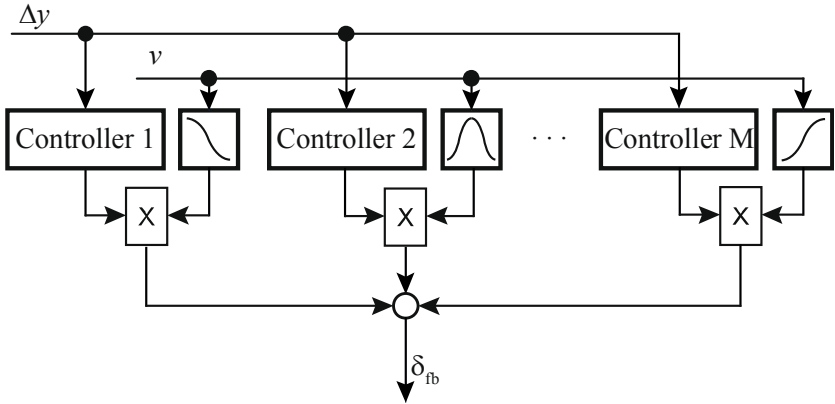 Δy
v
Controller 1
Controller 2
. . .
Controller M
X
X
X
δfb